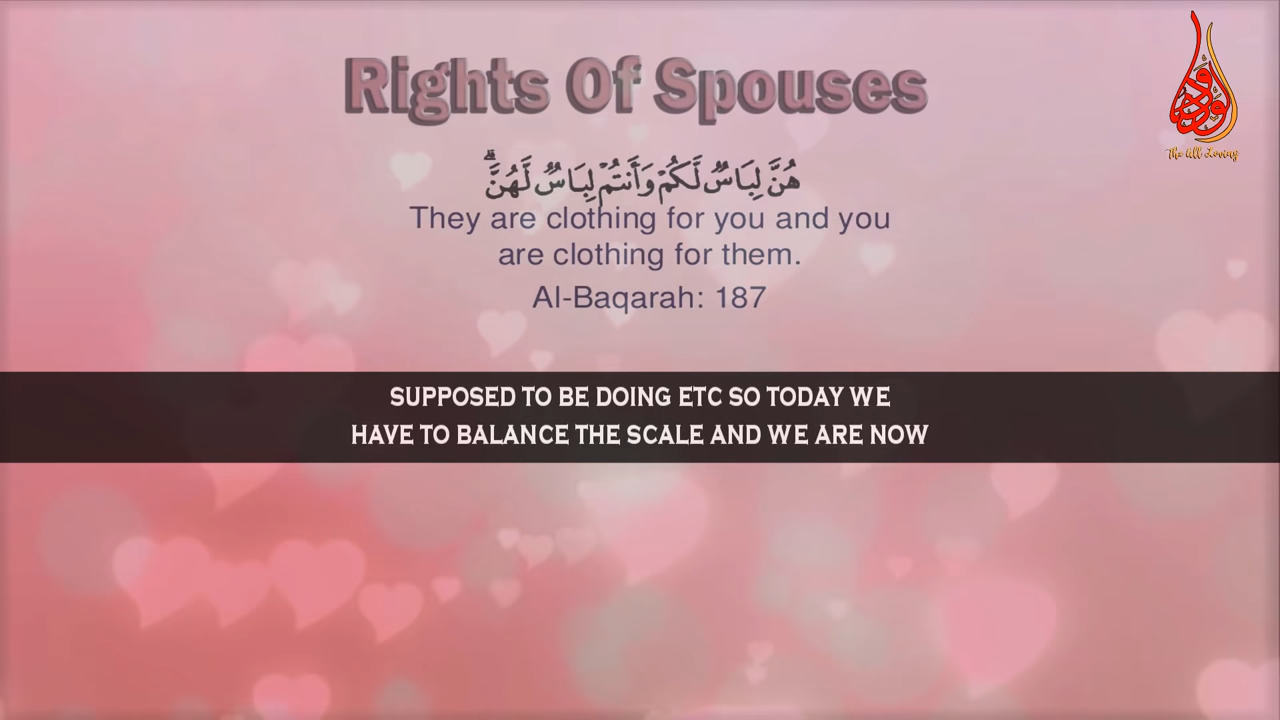 Rights Of Spouses
هُنَّ لِبَاسٌ لَّكُمْ وَأَنتُمْ لِبَاسٌ لَّهُنَّ ۗ
They are clothing for you and you
are clothing for them.
Al-Baqarah: 187
SUPPOSED TO BE DOING ETC SO TODAY WE
HAVE TO BALANCE THE SCALE AND WE ARE NOW
الودود
The All Loving